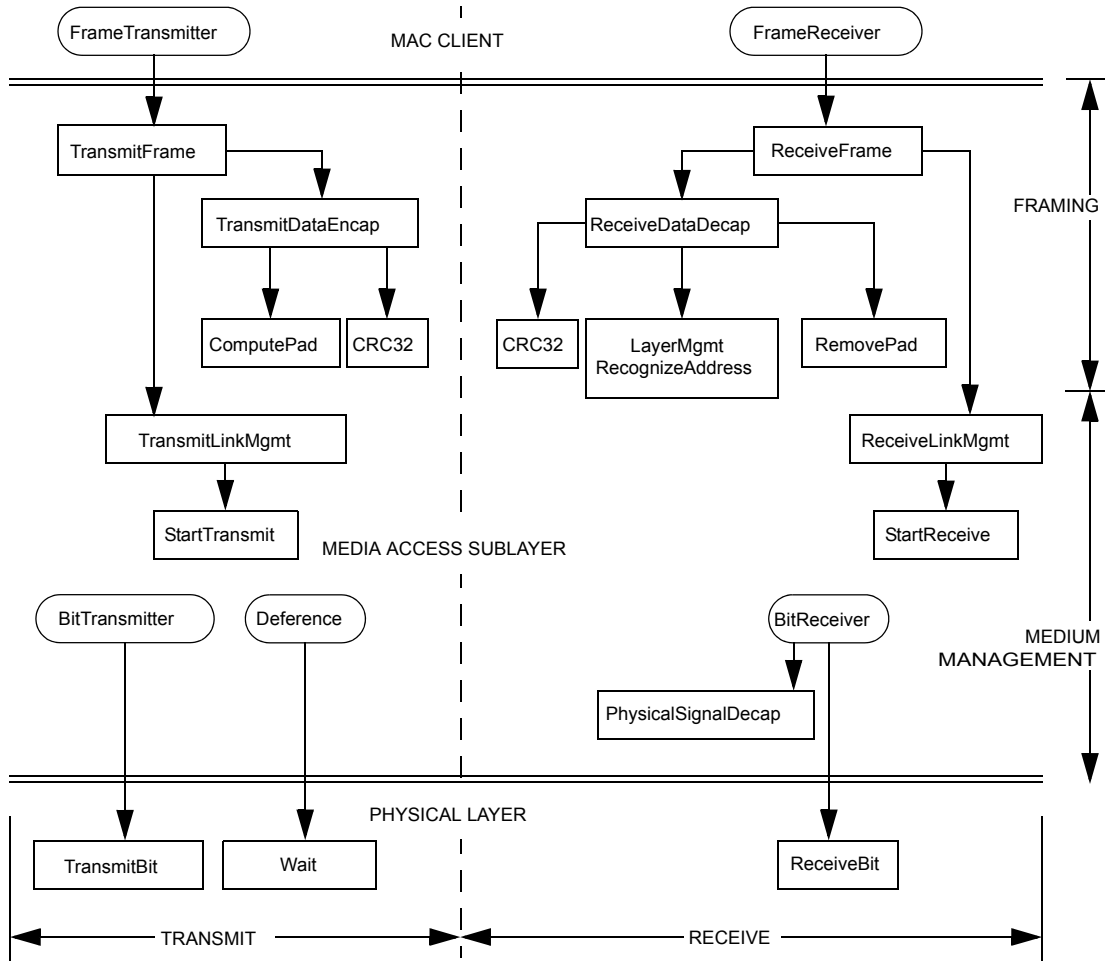 FrameTransmitter
MAC CLIENT
FrameReceiver
TransmitFrame
ReceiveFrame
TransmitDataEncap
ReceiveDataDecap
FRAMING
ComputePad
CRC32
CRC32
LayerMgmt
RecognizeAddress
RemovePad
TransmitLinkMgmt
ReceiveLinkMgmt
StartTransmit
StartReceive
MEDIA ACCESS SUBLAYER
BitTransmitter
Deference
BitReceiver
MEDIUM
MANAGEMENT
PhysicalSignalDecap
PHYSICAL LAYER
TransmitBit
Wait
ReceiveBit
TRANSMIT
RECEIVE